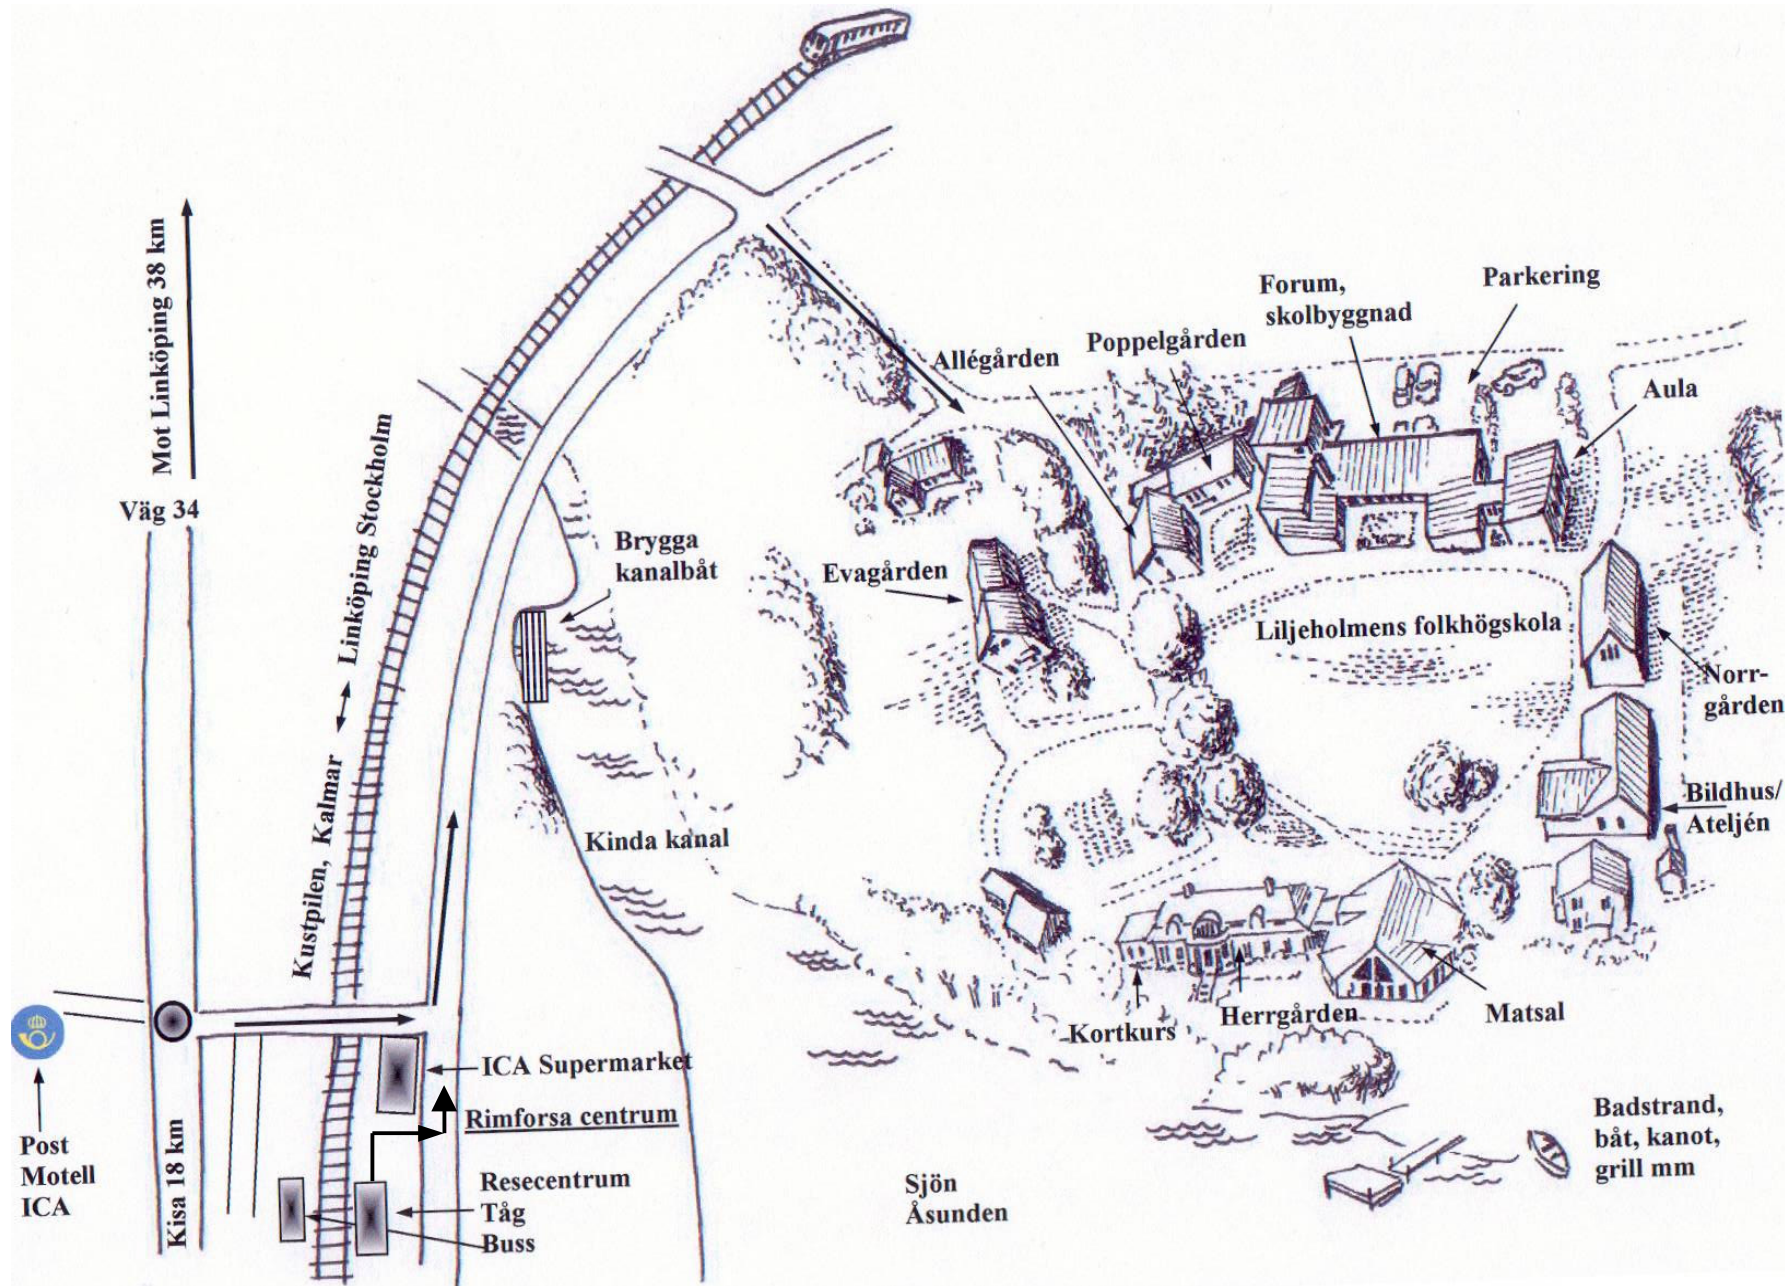 Mot Linköping 38 km
Väg 34
Linköping Stockholm
Kustpilen, Kalmar
Forum,
skolbyggnad
Parkering
Poppelgården
Allégården
Aula
Brygga
kanalbåt
Evagården
Liljeholmens folkhögskola
Norr-
gården
Bildhus/
Ateljén
Kinda kanal
Kortkurs
Herrgården
Matsal
ICA Supermarket
Rimforsa centrum
Post
Motell
ICA
Kisa 18 km
Resecentrum
Tåg
Buss
Sjön
Åsunden
Badstrand,
båt, kanot,
grill mm